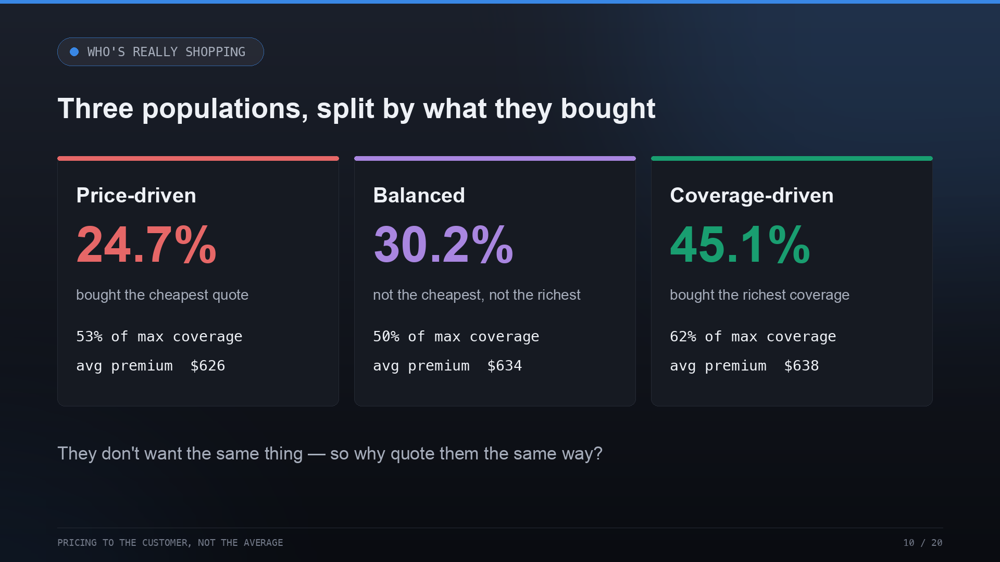 WHO'S REALLY SHOPPING
Three populations, split by what they bought
Price-driven
24.7%
bought the cheapest quote
53% of max coverage
avg premium  $626
Balanced
30.2%
not the cheapest, not the richest
50% of max coverage
avg premium  $634
Coverage-driven
45.1%
bought the richest coverage
62% of max coverage
avg premium  $638
They don't want the same thing — so why quote them the same way?
PRICING TO THE CUSTOMER, NOT THE AVERAGE
10 / 20